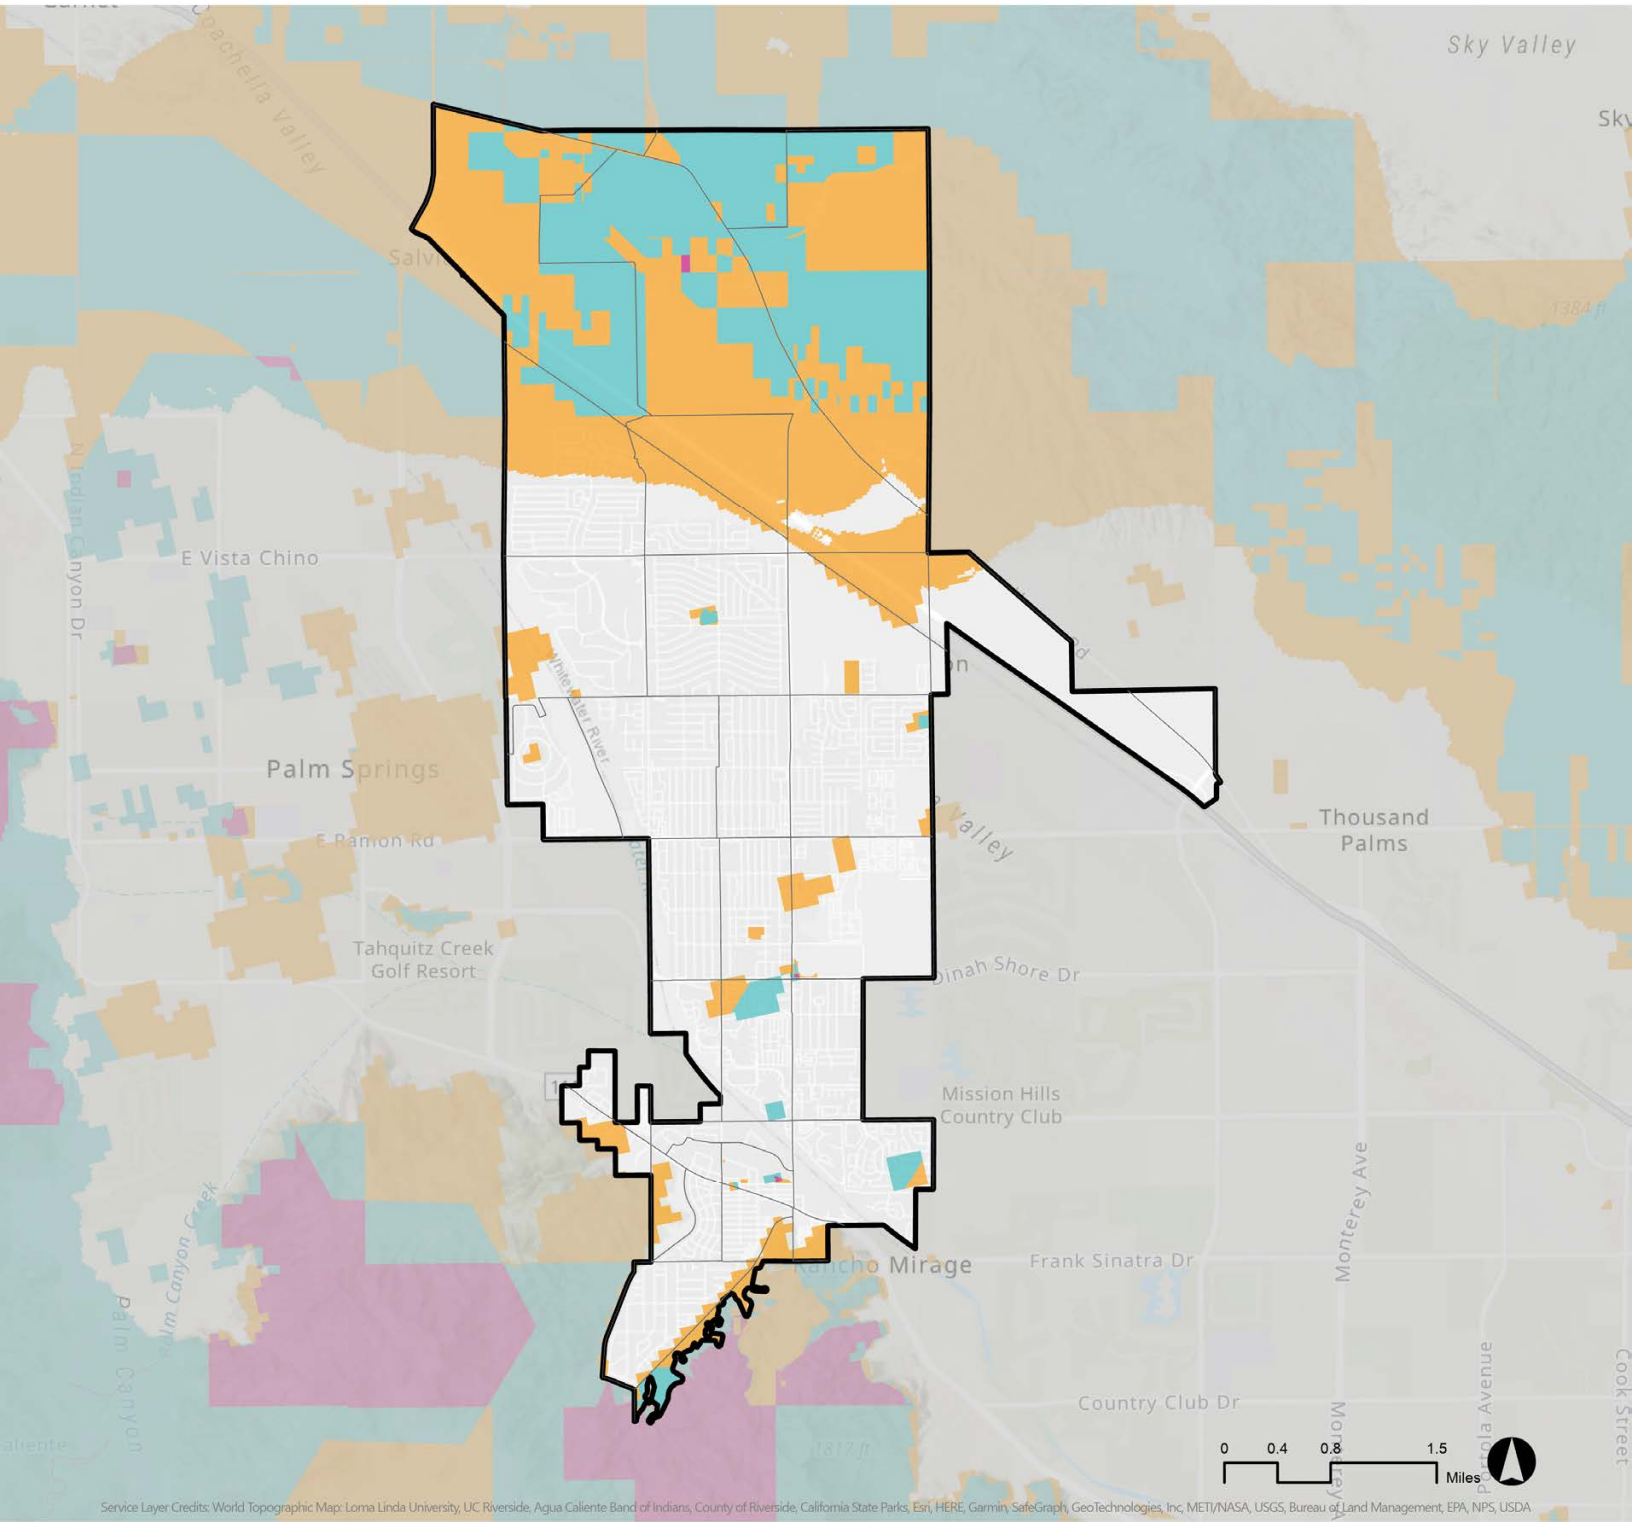 Garnet
Sky Valley
Coachella Valley
Sky
1384 ft
N Indian Canyon Dr
E Vista Chino
Whitewater River
Rd
on
Palm Springs
Valley
Thousand
Palms
E Ramon Rd
Tahquitz Creek
Golf Resort
Dinah Shore Dr
Mission Hills
Country Club
Monterey Ave
Palm Canyon Creek
Rancho Mirage
Frank Sinatra Dr
Palm Canyon
Portola Avenue
Cook Street
Country Club Dr
1817 ft
0 0.4 0.8 1.5
Miles
Service Layer Credits: World Topographic Map: Loma Linda University, UC Riverside, Agua Caliente Band of Indians, County of Riverside, California State Parks, Esri, HERE, Garmin, SafeGraph, GeoTechnologies, Inc, METI/NASA, USGS, Bureau of Land Management, EPA, NPS, USDA